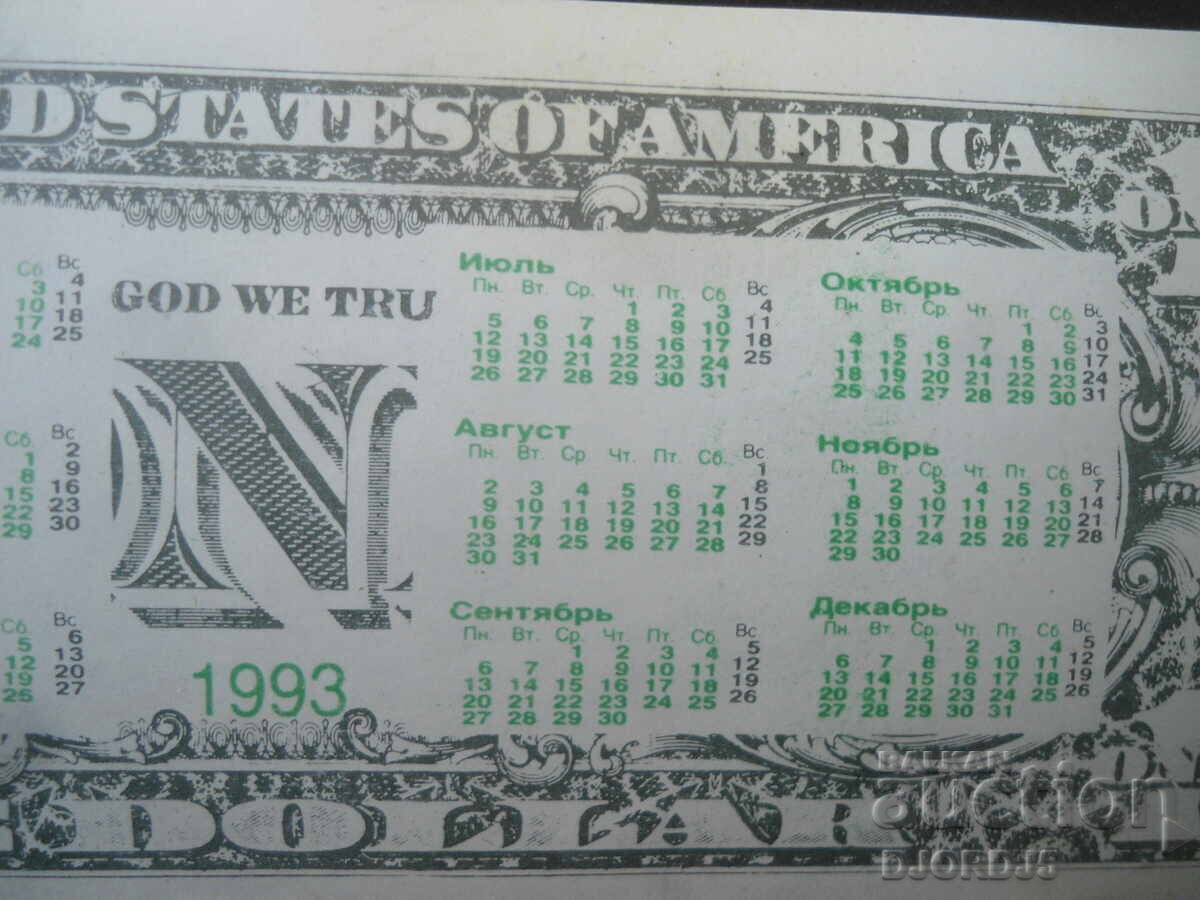 D STATES OF AMERICA
Сб Вс
3 4
10 11
17 18
24 25
Сб Вс
1 2
8 9
15 16
22 23
29 30
Сб Вс
5 6
12 13
19 20
26 27
GOD WE TRU
N
1993
Июль
Пн. Вт. Ср. Чт. Пт. Сб. Вс
1 2 3 4
5 6 7 8 9 10 11
12 13 14 15 16 17 18
19 20 21 22 23 24 25
26 27 28 29 30 31
Август
Пн. Вт. Ср. Чт. Пт. Сб. Вс
1
2 3 4 5 6 7 8
9 10 11 12 13 14 15
16 17 18 19 20 21 22
23 24 25 26 27 28 29
30 31
Сентябрь
Пн. Вт. Ср. Чт. Пт. Сб. Вс
1 2 3 4 5
6 7 8 9 10 11 12
13 14 15 16 17 18 19
20 21 22 23 24 25 26
27 28 29 30
Октябрь
Пн. Вт. Ср. Чт. Пт. Сб. Вс
1 2 3
4 5 6 7 8 9 10
11 12 13 14 15 16 17
18 19 20 21 22 23 24
25 26 27 28 29 30 31
Ноябрь
Пн. Вт. Ср. Чт. Пт. Сб. Вс
1 2 3 4 5 6 7
8 9 10 11 12 13 14
15 16 17 18 19 20 21
22 23 24 25 26 27 28
29 30
Декабрь
Пн. Вт. Ср. Чт. Пт. Сб. Вс
1 2 3 4 5
6 7 8 9 10 11 12
13 14 15 16 17 18 19
20 21 22 23 24 25 26
27 28 29 30 31
DOLLAR
BALKAN
auction
DJORDJ5